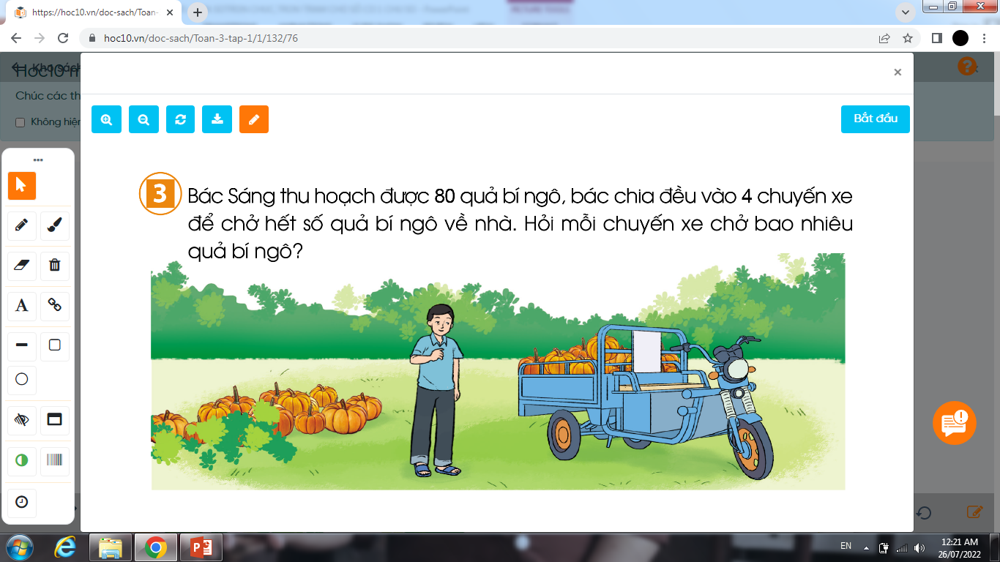 https://hoc10.vn/doc-sach/Toan-
hoc10.vn/doc-sach/Toan-3-tap-1/1/132/76
Kho sách
Chúc các th
Không hiện
Bắt đầu
3 Bác Sáng thu hoạch được 80 quả bí ngô, bác chia đều vào 4 chuyến xe
để chở hết số quả bí ngô về nhà. Hỏi mỗi chuyến xe chở bao nhiêu
quả bí ngô?
A
EN
12:21 AM
26/07/2022